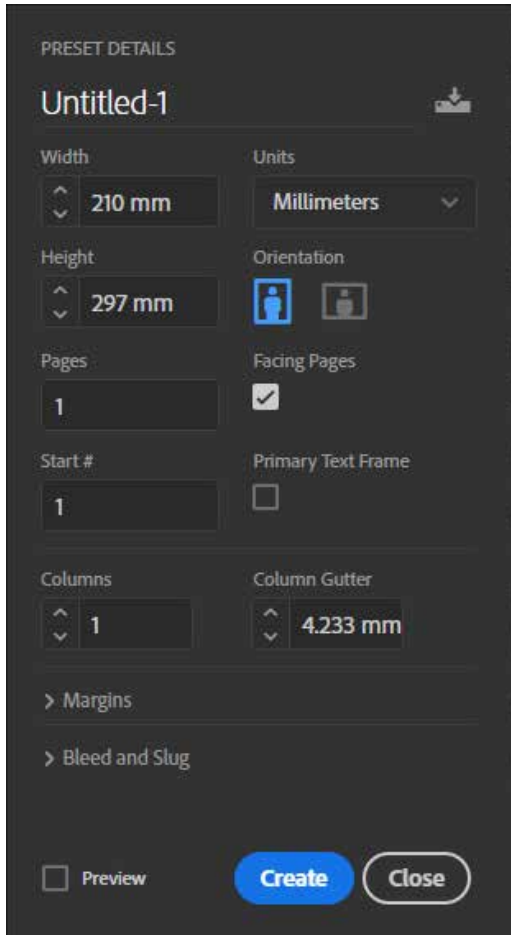 PRESET DETAILS
Untitled-1
Width Units
210 mm Millimeters
Height Orientation
297 mm
Pages Facing Pages
1
Start # Primary Text Frame
1
Columns Column Gutter
1 4.233 mm
Margins
Bleed and Slug
Preview Create Close